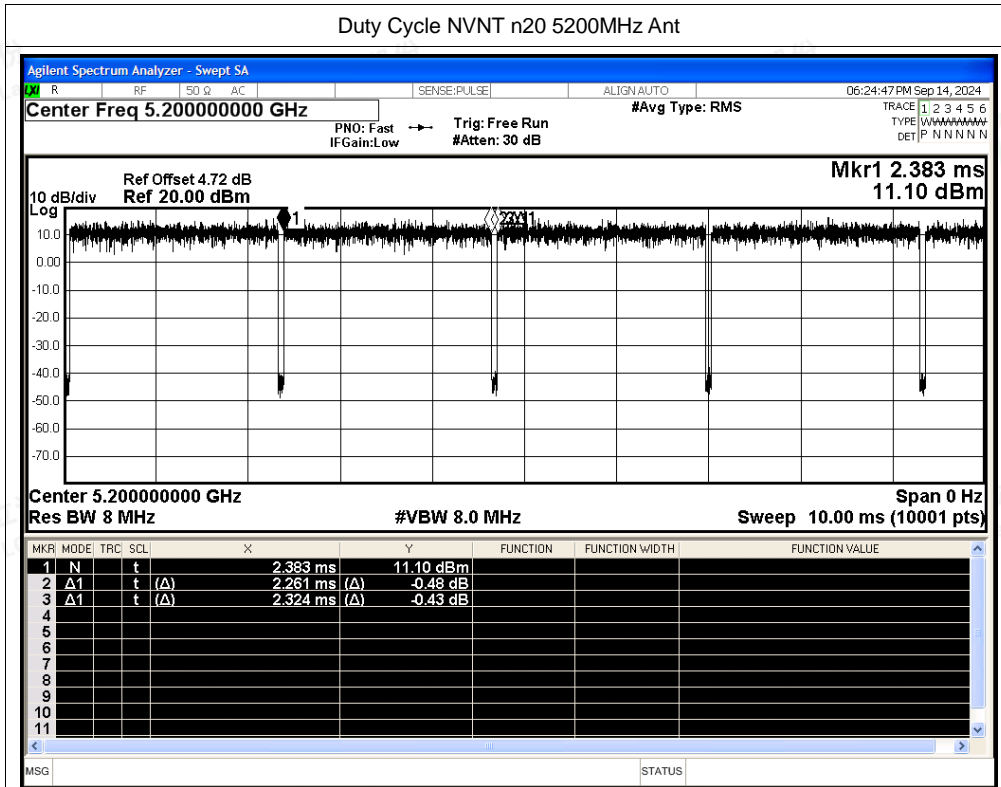 Duty Cycle NVNT n20 5200MHz Ant
Agilent Spectrum Analyzer - Swept SA
LXI R RF 50 Ω AC SENSE:PULSE ALIGN AUTO 06:24:47 PM Sep 14, 2024
Center Freq 5.200000000 GHz #Avg Type: RMS TRACE 1 2 3 4 5 6
PNO: Fast Trig: Free Run TYPE WWWWWW
IFGain:Low #Atten: 30 dB DET P N N N N N
Mkr1 2.383 ms
Ref Offset 4.72 dB
10 dB/div Ref 20.00 dBm 11.10 dBm
Log
1
10.0
0.00
-10.0
-20.0
-30.0
-40.0
-50.0
-60.0
-70.0
Center 5.200000000 GHz Span 0 Hz
Res BW 8 MHz #VBW 8.0 MHz Sweep 10.00 ms (10001 pts)
MKR MODE TRC SCL X Y FUNCTION FUNCTION WIDTH FUNCTION VALUE
1 N t 2.383 ms 11.10 dBm
2 Δ1 t (Δ) 2.261 ms (Δ) -0.48 dB
3 Δ1 t (Δ) 2.324 ms (Δ) -0.43 dB
4
5
6
7
8
9
10
11
MSG STATUS